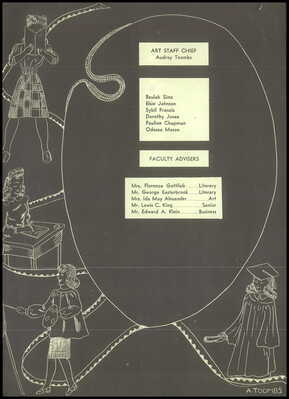 ART STAFF CHIEF
Audrey Toombs
Beulah Sims
Elsie Johnson
Sybil Francis
Dorothy Jones
Pauline Chapman
Odessa Mason
FACULTY ADVISERS
Mrs. Florence Gottlieb Literary
Mr. George Easterbrook Literary
Mrs. Ida May Alexander Art
Mr. Lewis C. King Senior
Mr. Edward A. Klein Business
A. TOOMBS